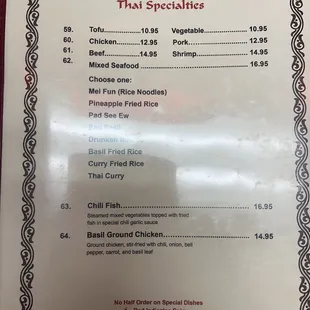 Thai Specialties
59. Tofu 10.95 Vegetable 10.95
60. Chicken 12.95 Pork 12.95
61. Beef 14.95 Shrimp 14.95
62. Mixed Seafood 16.95
Choose one:
Mei Fun (Rice Noodles)
Pineapple Fried Rice
Pad See Ew
Drunken
Basil Fried Rice
Curry Fried Rice
Thai Curry
63. Chili Fish 16.95
Steamed mixed vegetables topped with fried
fish in special chili garlic sauce
64. Basil Ground Chicken 14.95
Ground chicken, stir-fried with chili, onion, bell
pepper, carrot, and basil leaf
No Half Order on Special Dishes